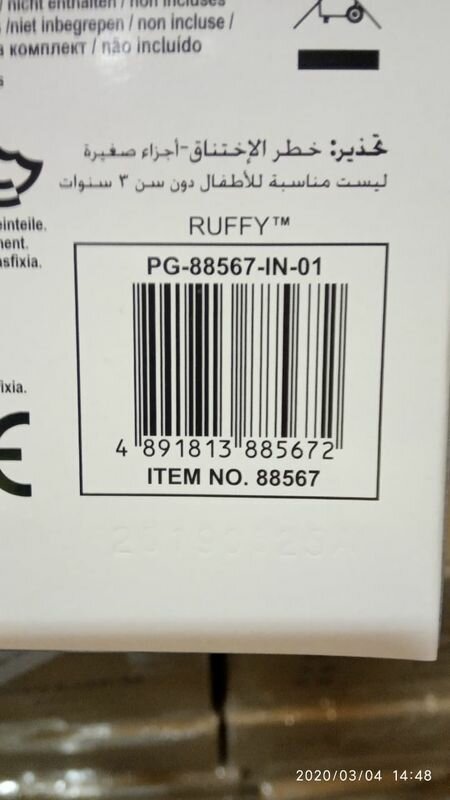 / nicht enthalten / non incluses
/niet inbegrepen / non incluse /
комплект / não incluído
تحذير: خطر الإختناق-أجزاء صغيرة
ليست مناسبة للأطفال دون سن ٣ سنوات
einteile.
ment.
asfixia.
RUFFY™
PG-88567-IN-01
4 891813 885672
ITEM NO. 88567
ixia.
CE
2020/03/04 14:48